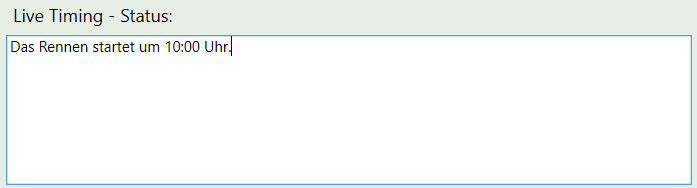 Live Timing - Status:
Das Rennen startet um 10:00 Uhr.